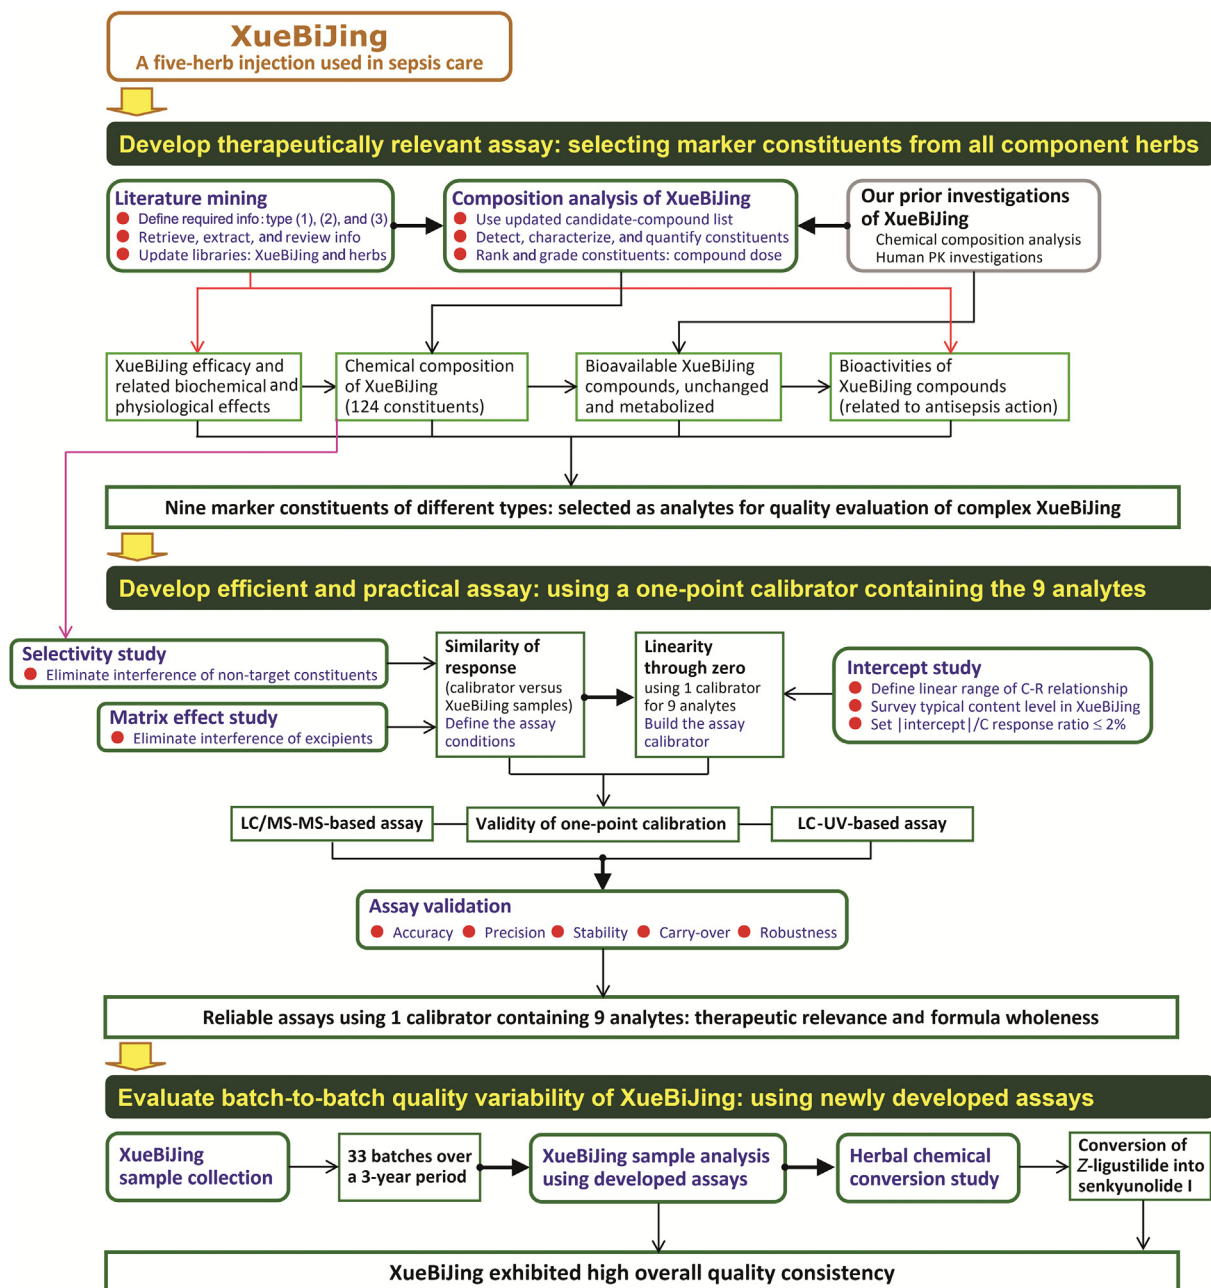 XueBiJing
A five-herb injection used in sepsis care
Develop therapeutically relevant assay: selecting marker constituents from all component herbs
Literature mining
Define required info: type (1), (2), and (3)
Retrieve, extract, and review info
Update libraries: XueBiJing and herbs
Composition analysis of XueBiJing
Use updated candidate-compound list
Detect, characterize, and quantify constituents
Rank and grade constituents: compound dose
Our prior investigations
of XueBiJing
Chemical composition analysis
Human PK investigations
XueBiJing efficacy and
related biochemical and
physiological effects
Chemical composition
of XueBiJing
(124 constituents)
Bioavailable XueBiJing
compounds, unchanged
and metabolized
Bioactivities of
XueBiJing compounds
(related to antisepsis action)
Nine marker constituents of different types: selected as analytes for quality evaluation of complex XueBiJing
Develop efficient and practical assay: using a one-point calibrator containing the 9 analytes
Selectivity study
Eliminate interference of non-target constituents
Matrix effect study
Eliminate interference of excipients
Similarity of
response
(calibrator versus
XueBiJing samples)
Define the assay
conditions
Linearity
through zero
using 1 calibrator
for 9 analytes
Build the assay
calibrator
Intercept study
Define linear range of C-R relationship
Survey typical content level in XueBiJing
Set |intercept|/C response ratio ≤ 2%
LC/MS-MS-based assay
Validity of one-point calibration
LC-UV-based assay
Assay validation
Accuracy
Precision
Stability
Carry-over
Robustness
Reliable assays using 1 calibrator containing 9 analytes: therapeutic relevance and formula wholeness
Evaluate batch-to-batch quality variability of XueBiJing: using newly developed assays
XueBiJing
sample collection
33 batches over
a 3-year period
XueBiJing sample analysis
using developed assays
Herbal chemical
conversion study
Conversion of
Z-ligustilide into
senkyunolide I
XueBiJing exhibited high overall quality consistency